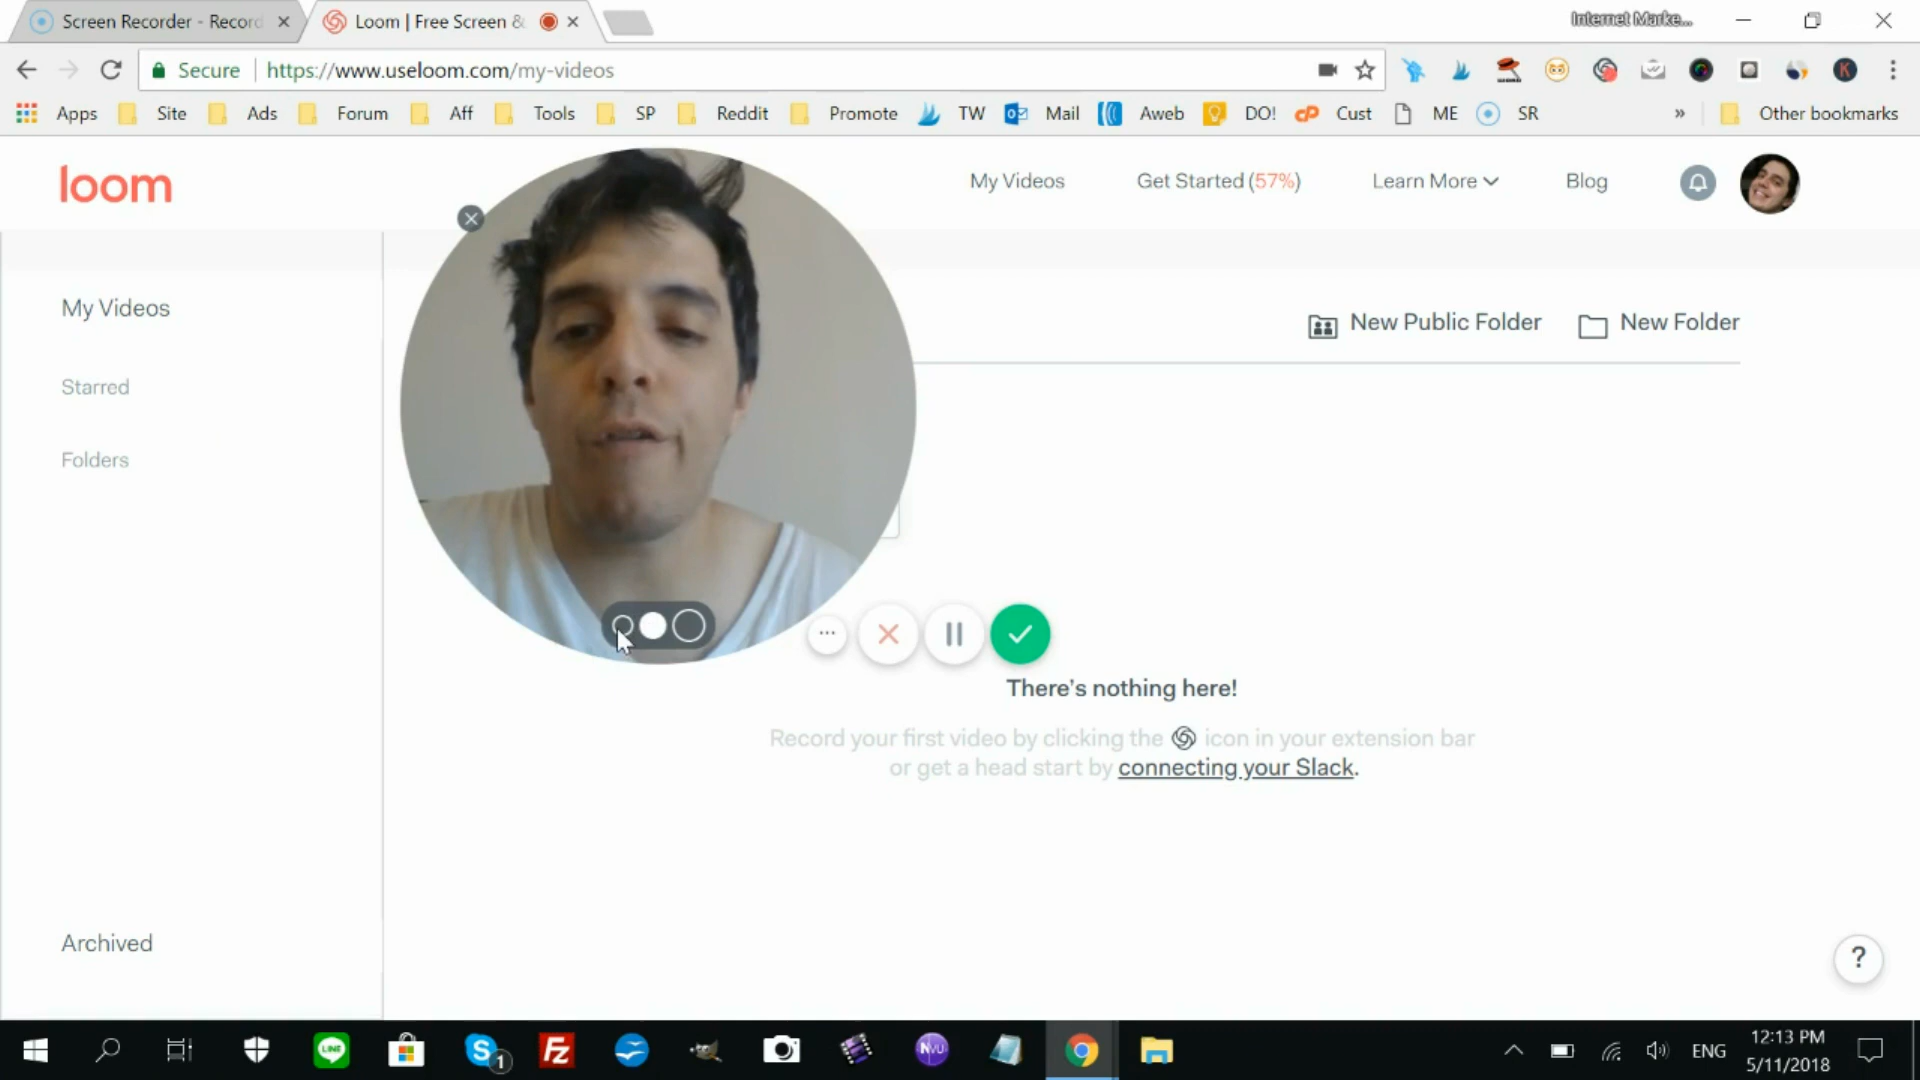 Screen Recorder - Record
Loom | Free Screen &
Internet Marke...
Secure
https://www.useloom.com/my-videos
Apps
Site
Ads
Forum
Aff
Tools
SP
Reddit
Promote
TW
Mail
Aweb
DO!
Cust
ME
SR
»
Other bookmarks
loom
My Videos
Get Started (57%)
Learn More
Blog
My Videos
Starred
Folders
Archived
New Public Folder
New Folder
There's nothing here!
Record your first video by clicking the icon in your extension bar
or get a head start by connecting your Slack.
?
LINE
S 1
FZ
NVU
ENG
12:13 PM
5/11/2018